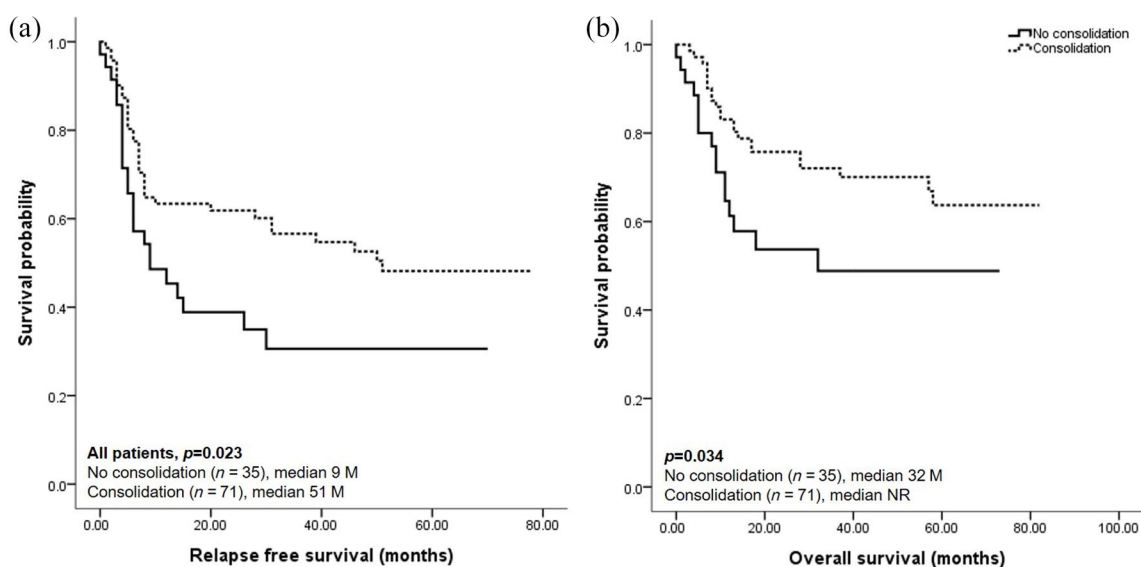 (a)
Survival probability
1.0
0.8
0.6
0.4
0.2
0.0
All patients, p=0.023
No consolidation (n = 35), median 9 M
Consolidation (n = 71), median 51 M
0.00 20.00 40.00 60.00 80.00
Relapse free survival (months)
(b)
No consolidation
Consolidation
Survival probability
1.0
0.8
0.6
0.4
0.2
0.0
p=0.034
No consolidation (n = 35), median 32 M
Consolidation (n = 71), median NR
0.00 20.00 40.00 60.00 80.00 100.00
Overall survival (months)